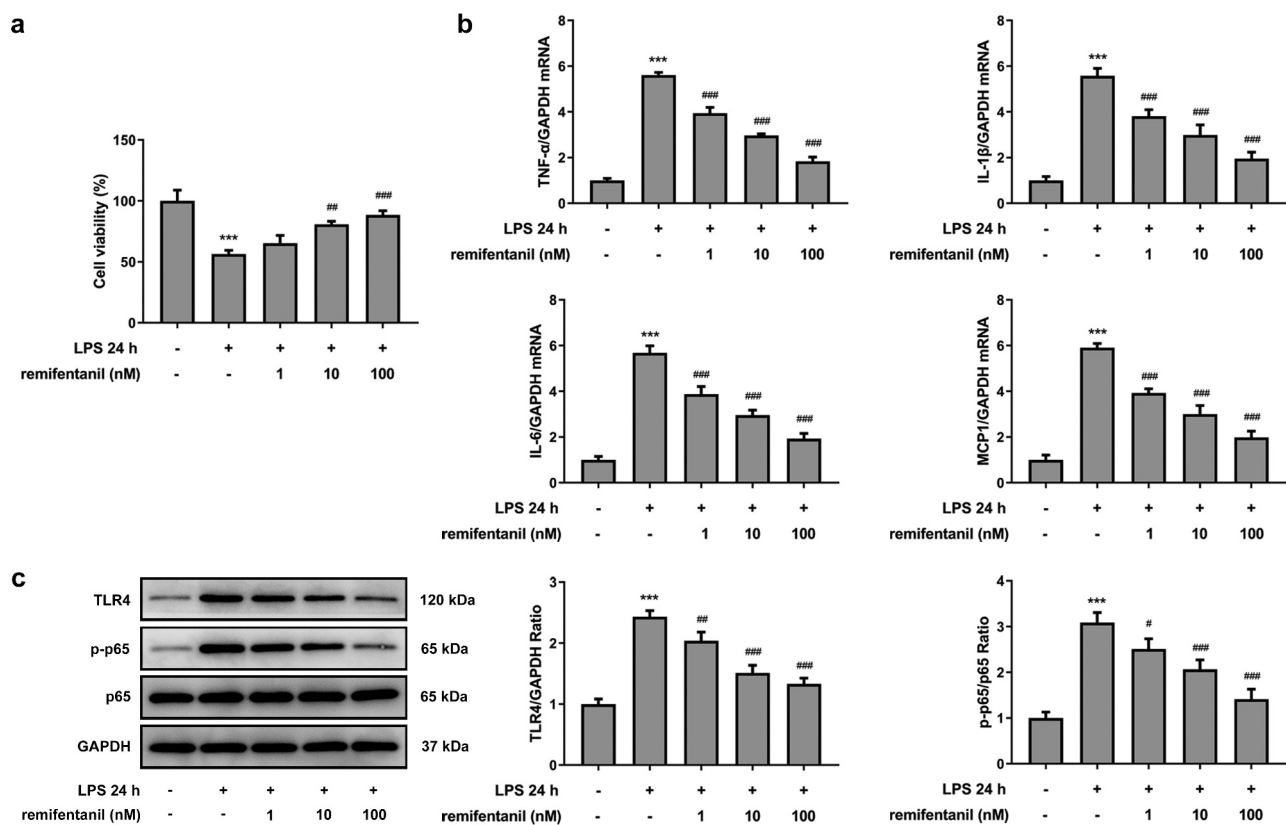 a
Cell viability (%)
150
100
50
0
***
##
###
LPS 24 h - + + + +
remifentanil (nM) - - 1 10 100
b
TNF-α/GAPDH mRNA
8
6
4
2
0
***
###
###
###
LPS 24 h - + + + +
remifentanil (nM) - - 1 10 100
IL-1β/GAPDH mRNA
8
6
4
2
0
***
###
###
###
LPS 24 h - + + + +
remifentanil (nM) - - 1 10 100
IL-6/GAPDH mRNA
8
6
4
2
0
***
###
###
###
LPS 24 h - + + + +
remifentanil (nM) - - 1 10 100
MCP1/GAPDH mRNA
8
6
4
2
0
***
###
###
###
LPS 24 h - + + + +
remifentanil (nM) - - 1 10 100
c
TLR4 120 kDa
p-p65 65 kDa
p65 65 kDa
GAPDH 37 kDa
LPS 24 h - + + + +
remifentanil (nM) - - 1 10 100
TLR4/GAPDH Ratio
3
2
1
0
***
##
###
###
LPS 24 h - + + + +
remifentanil (nM) - - 1 10 100
p-p65/p65 Ratio
4
3
2
1
0
***
#
###
###
LPS 24 h - + + + +
remifentanil (nM) - - 1 10 100